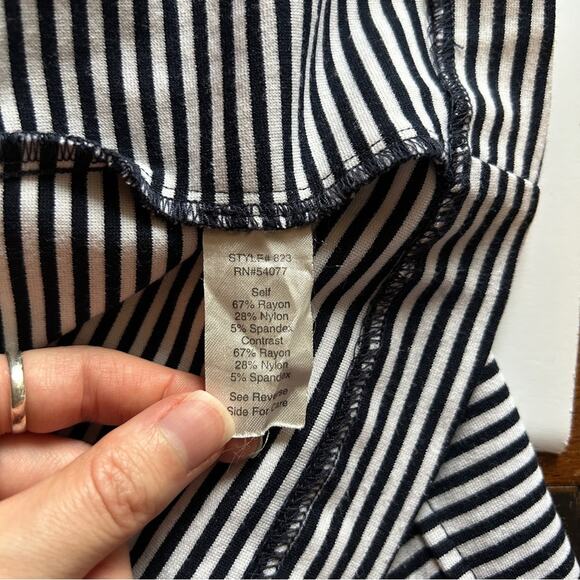 STYLE# 823
RN#54077
Self
67% Rayon
28% Nylon
5% Spandex
Contrast
67% Rayon
28% Nylon
5% Spandex
See Reverse
Side For Care